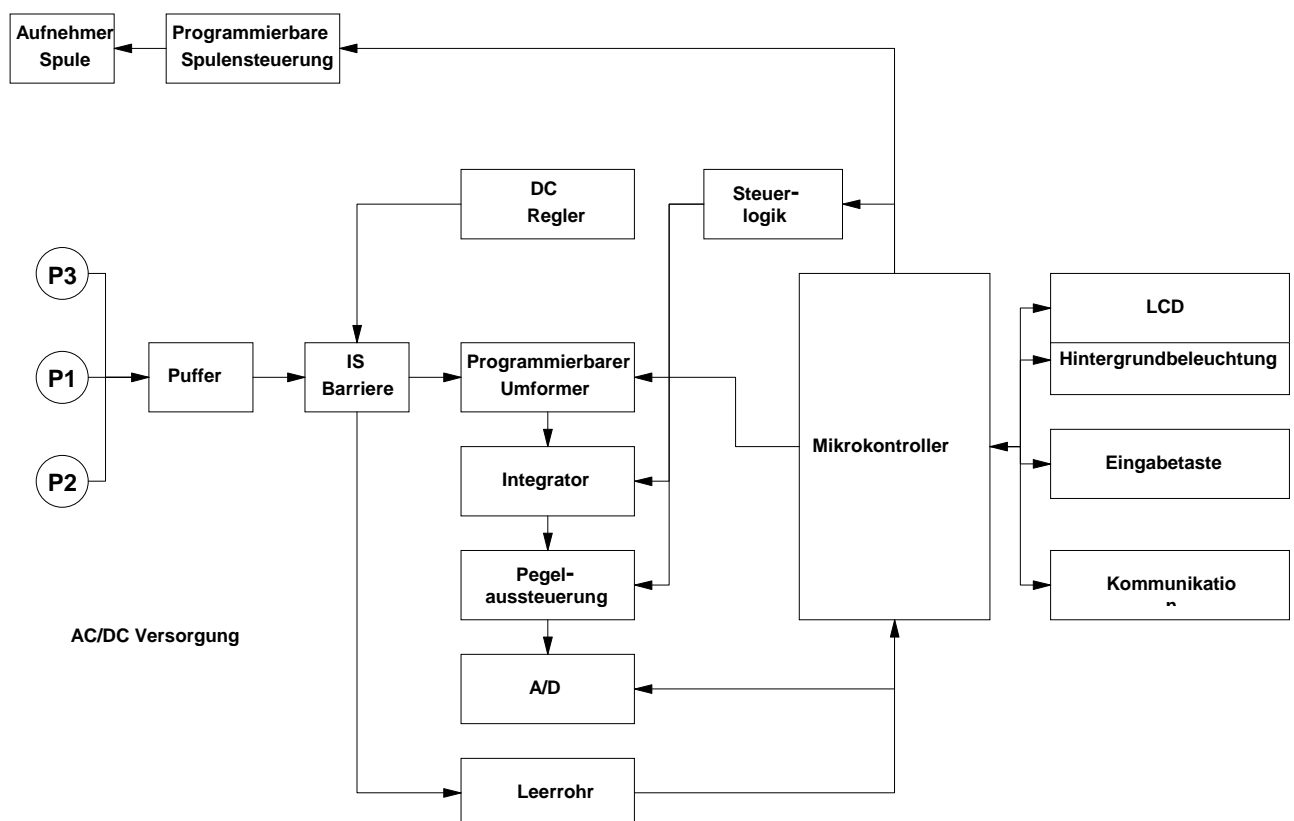 Aufnehmer
Spule
Programmierbare
Spulensteuerung
DC
Regler
Steuer-
logik
P3
P1
P2
Puffer
IS
Barriere
Programmierbarer
Umformer
Mikrokontroller
LCD
Hintergrundbeleuchtung
Integrator
Eingabetaste
Pegel-
aussteuerung
Kommunikatio
n
AC/DC Versorgung
A/D
Leerrohr